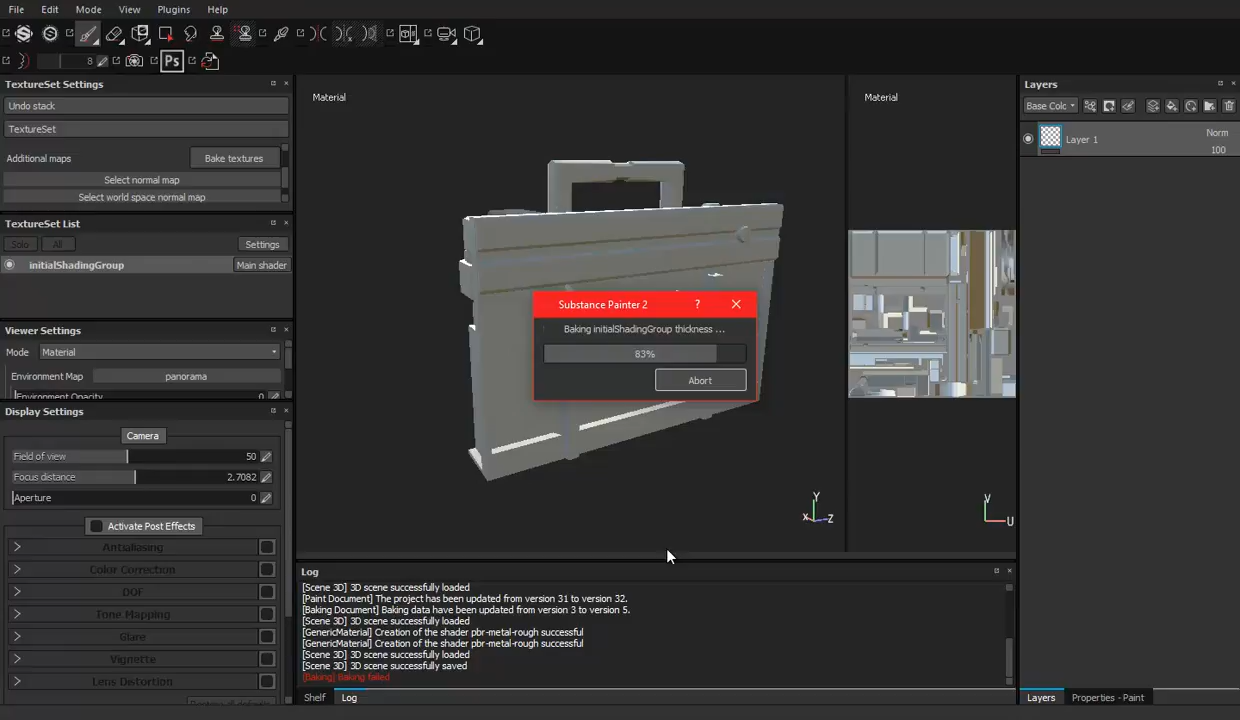 File Edit Mode View Plugins Help
8
Ps
TextureSet Settings
Undo stack
TextureSet
Additional maps
Bake textures
Select normal map
Select world space normal map
TextureSet List
Solo All Settings
initialShadingGroup
Main shader
Viewer Settings
Mode Material
Environment Map panorama
Environment Opacity 0
Display Settings
Camera
Field of view 50
Focus distance 2.7082
Aperture 0
Activate Post Effects
Antialiasing
Color Correction
DOF
Tone Mapping
Glare
Vignette
Lens Distortion
Material
Material
Substance Painter 2 ?
Baking initialShadingGroup thickness ...
83%
Abort
Y
X Z
V
U
Log
[Scene 3D] 3D scene successfully loaded
[Paint Document] The project has been updated from version 31 to version 32.
[Baking Document] Baking data have been updated from version 3 to version 5.
[Scene 3D] 3D scene successfully loaded
[GenericMaterial] Creation of the shader pbr-metal-rough successful
[GenericMaterial] Creation of the shader pbr-metal-rough successful
[Scene 3D] 3D scene successfully loaded
[Scene 3D] 3D scene successfully saved
[Baking] Baking failed
Shelf Log
Layers
Base Colc
Layer 1
Norm
100
Layers Properties - Paint